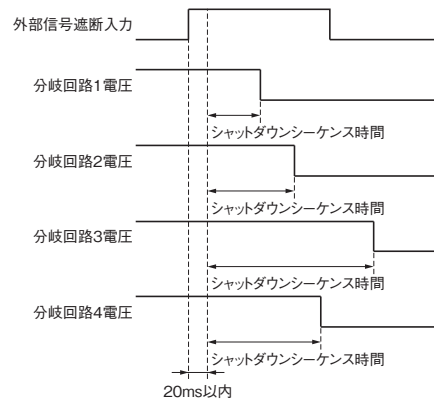 外部信号遮断入力
分岐回路1電圧
シャットダウンシーケンス時間
分岐回路2電圧
シャットダウンシーケンス時間
分岐回路3電圧
シャットダウンシーケンス時間
分岐回路4電圧
シャットダウンシーケンス時間
20ms以内